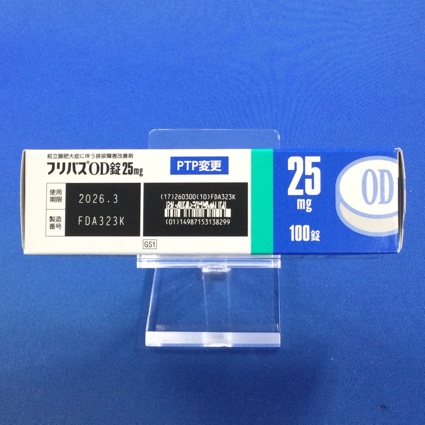 前立腺肥大症に伴う排尿障害改善剤
フリバスOD錠25mg
PTP変更
使用
期限
2026.3
製造
番号
FDA323K
(17)260300(10)FDA323K
(01)14987153138299
GS1
25
mg
100錠
OD